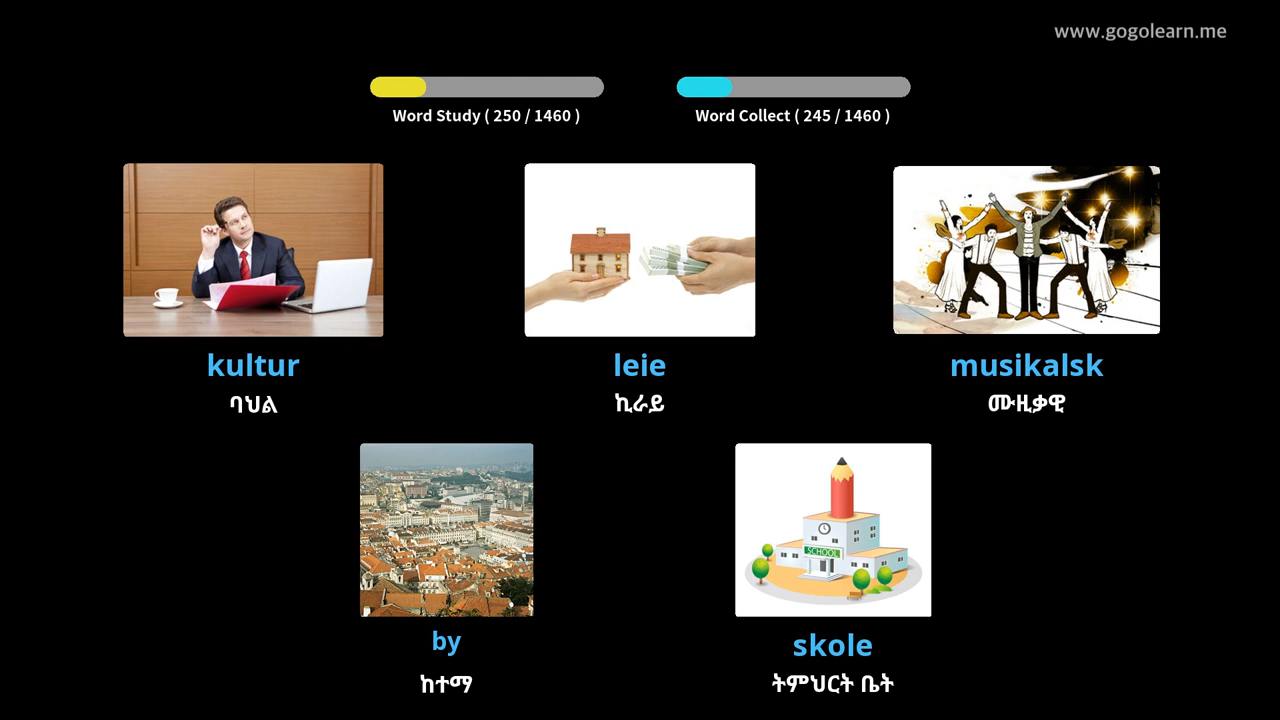 www.gogolearn.me
Word Study ( 250 / 1460 )
Word Collect ( 245 / 1460 )
kultur
ባህል
leie
ኪራይ
musikalsk
ሙዚቃዊ
SCHOOL
by
ከተማ
skole
ትምህርት ቤት